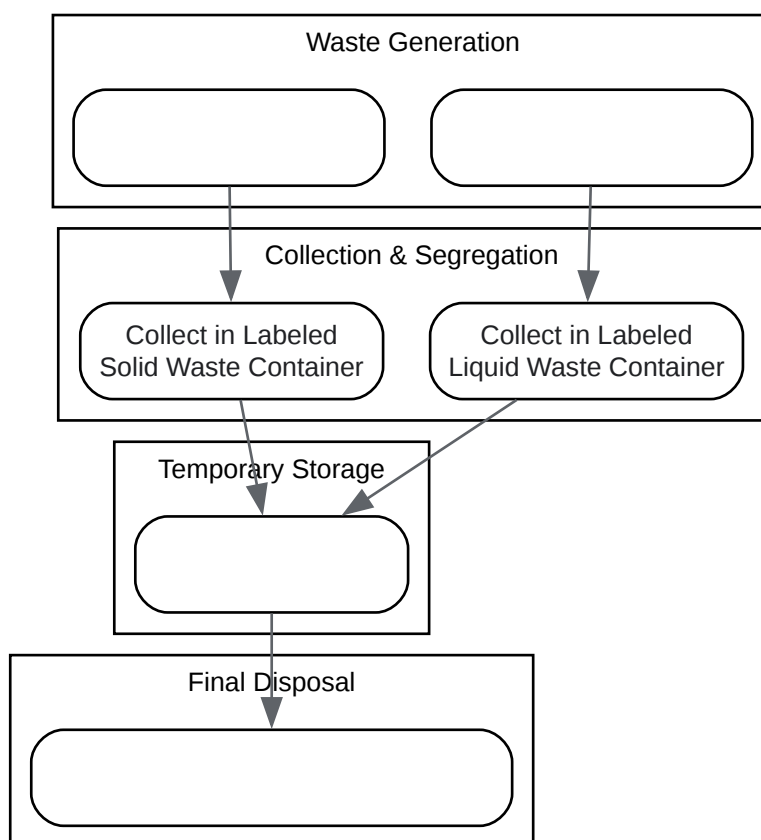 Waste Generation
Collection & Segregation
Collect in Labeled
Solid Waste Container
Collect in Labeled
Liquid Waste Container
Temporary Storage
Final Disposal